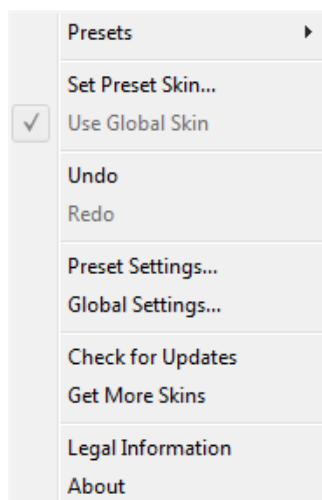 Presets
Set Preset Skin...
Use Global Skin
Undo
Redo
Preset Settings...
Global Settings...
Check for Updates
Get More Skins
Legal Information
About